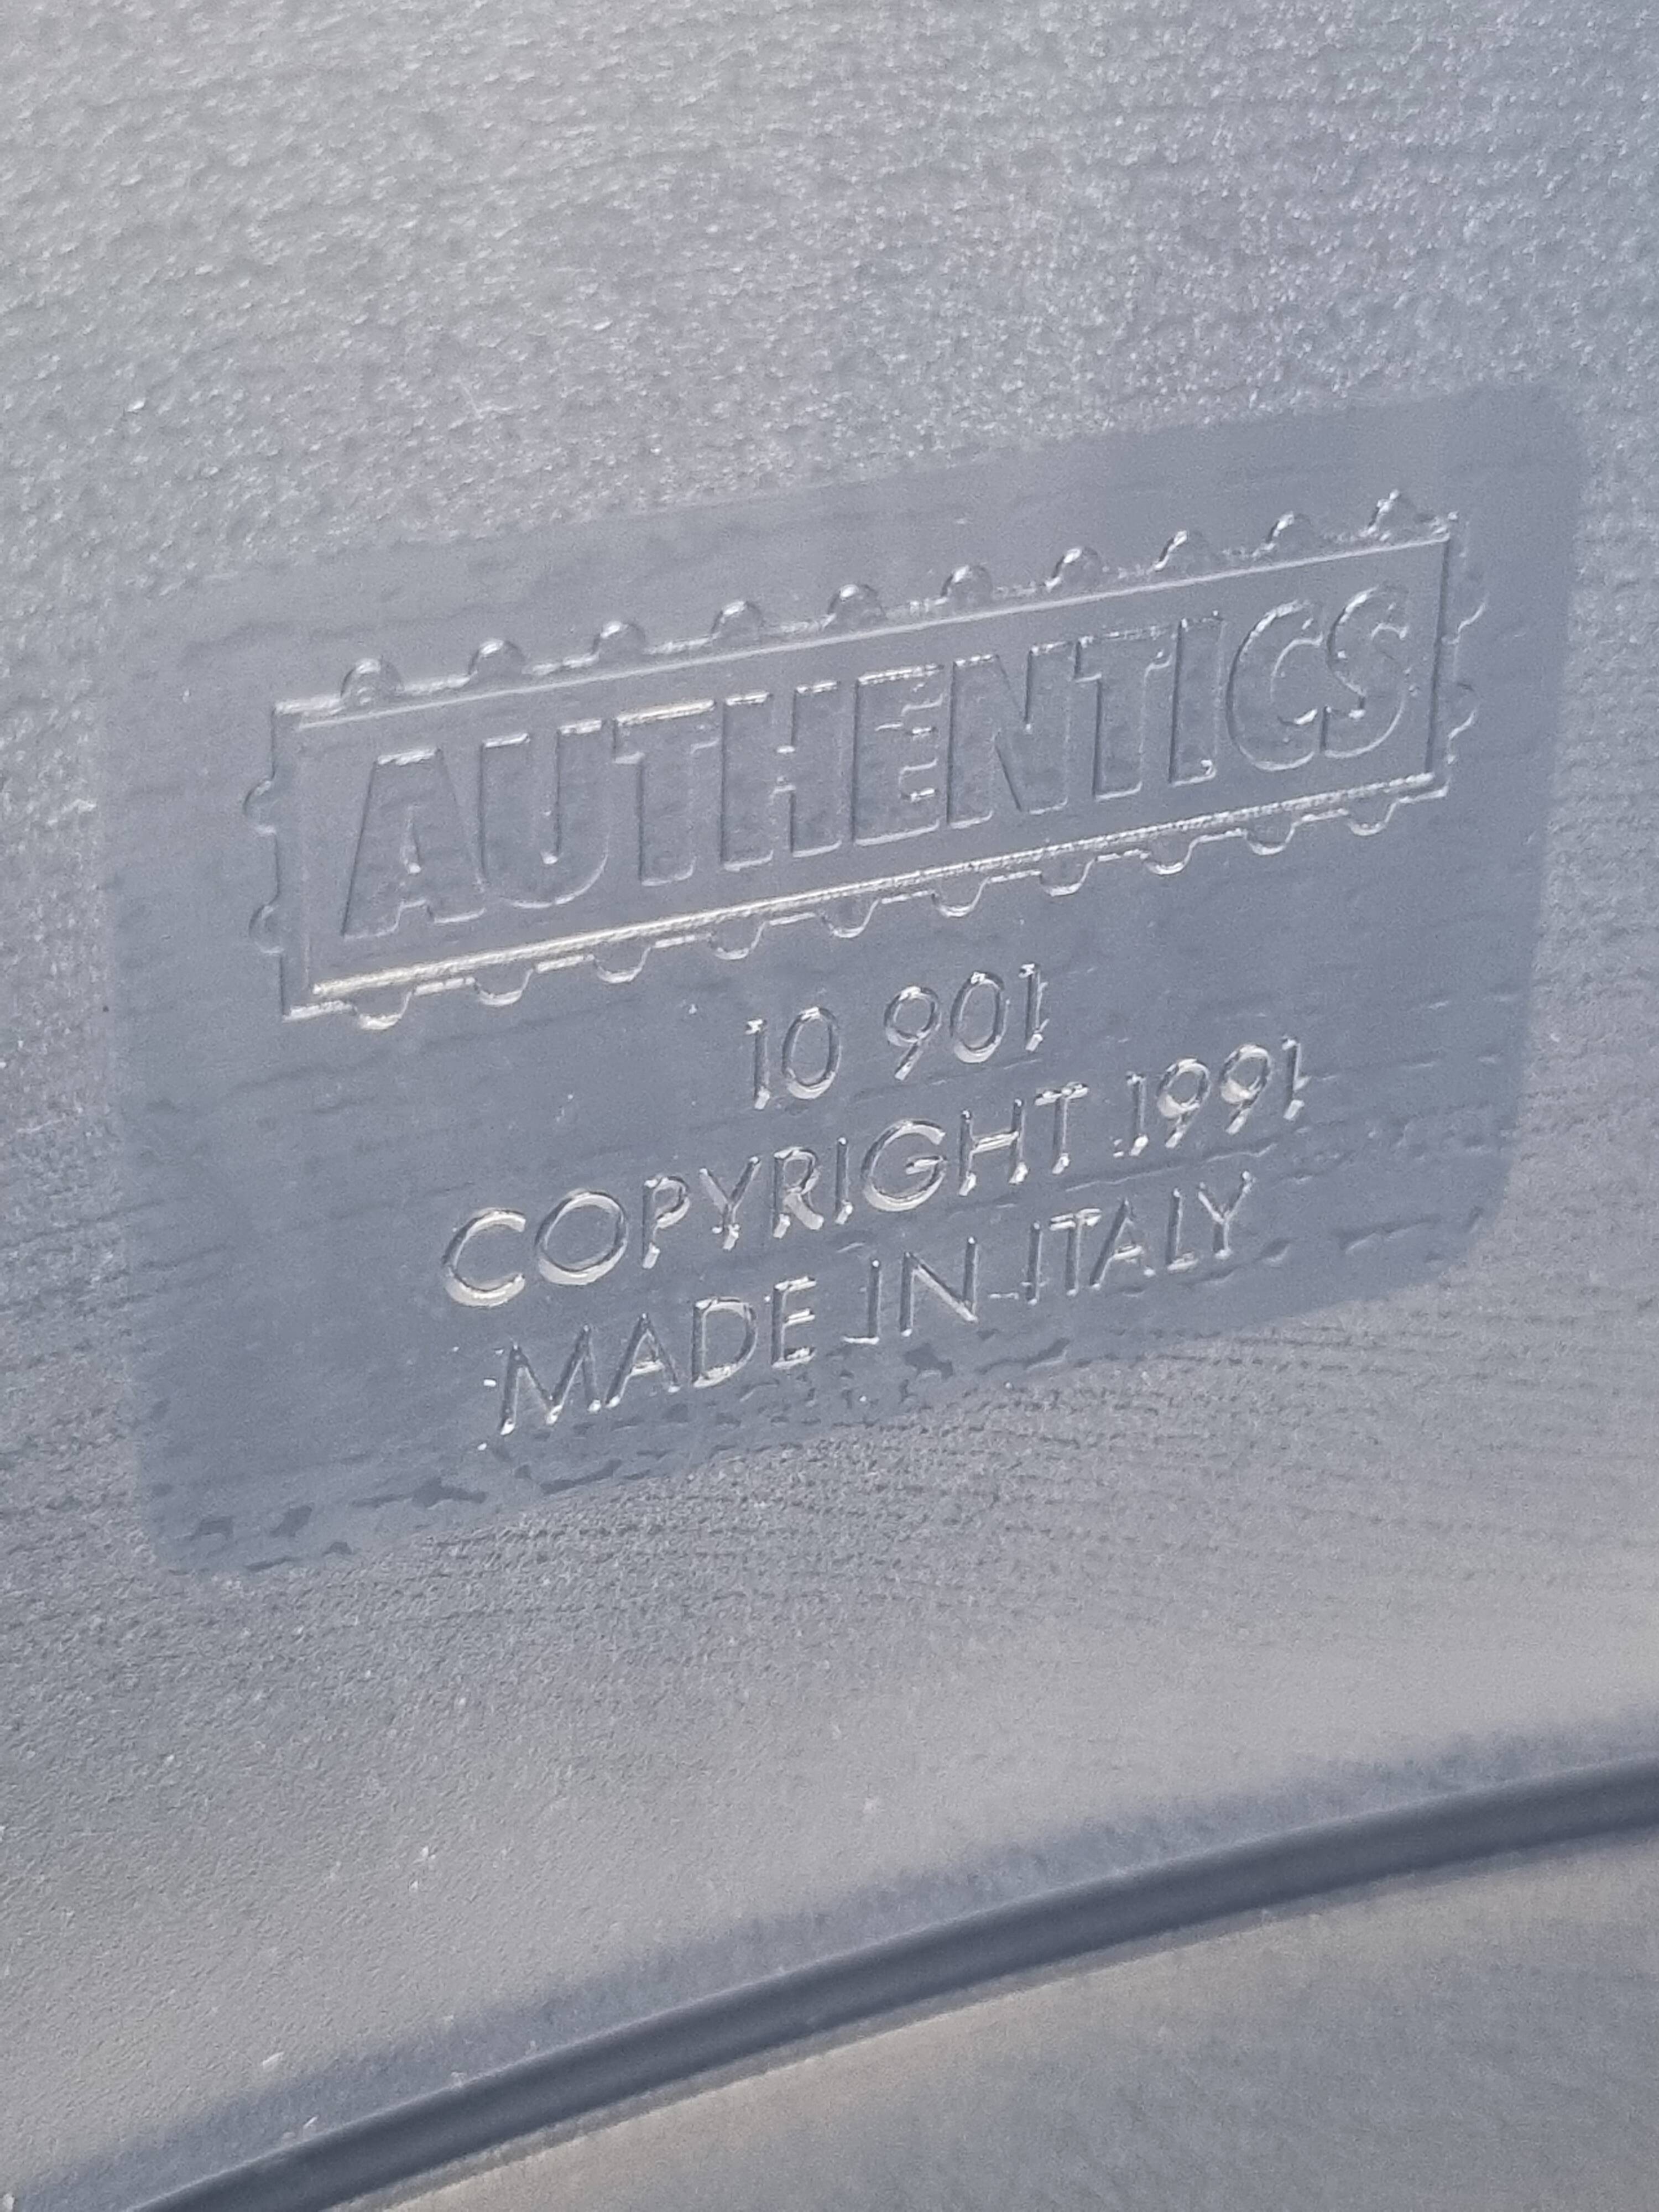 AUTHENTICS
10 901
COPYRIGHT 1991
MADE IN ITALY